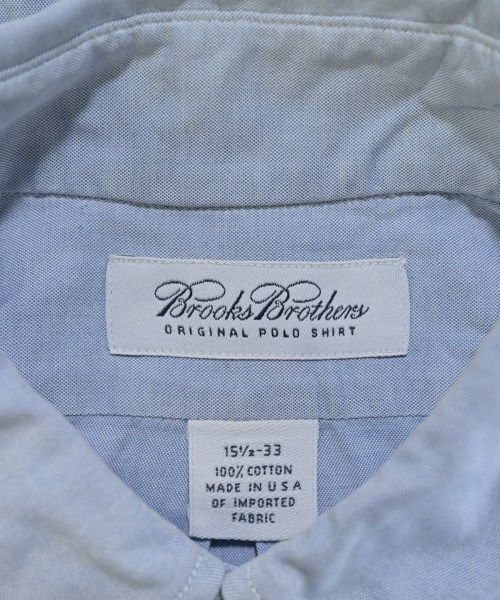 Brooks Brothers
ORIGINAL POLO SHIRT
15½-33
100% COTTON
MADE IN USA
OF IMPORTED
FABRIC